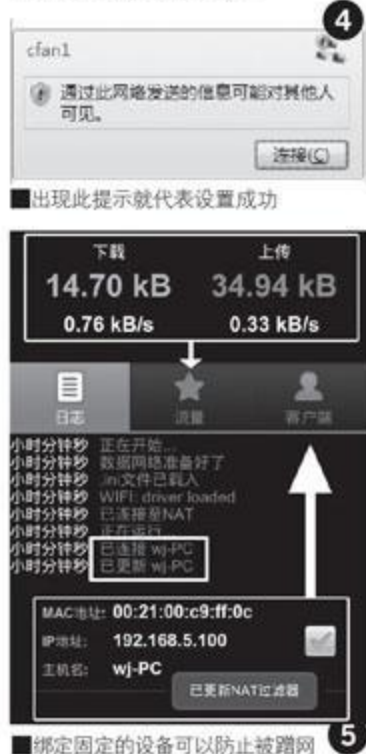 4
cfan1
通过此网络发送的信息可能对其他人
可见。
连接(C)
■出现此提示就代表设置成功
下载 上传
14.70 kB 34.94 kB
0.76 kB/s 0.33 kB/s
日志 流量 客户端
小时分钟秒 正在开始...
小时分钟秒 数据网络准备好了
小时分钟秒 .ini文件已载入
小时分钟秒 WIFI: driver loaded
小时分钟秒 已连接至NAT
小时分钟秒 正在运行...
小时分钟秒 已连接 wj-PC
小时分钟秒 已更新 wj-PC
MAC地址: 00:21:00:c9:ff:0c
IP地址: 192.168.5.100
主机名: wj-PC
已更新NAT过滤器
■绑定固定的设备可以防止被蹭网
5